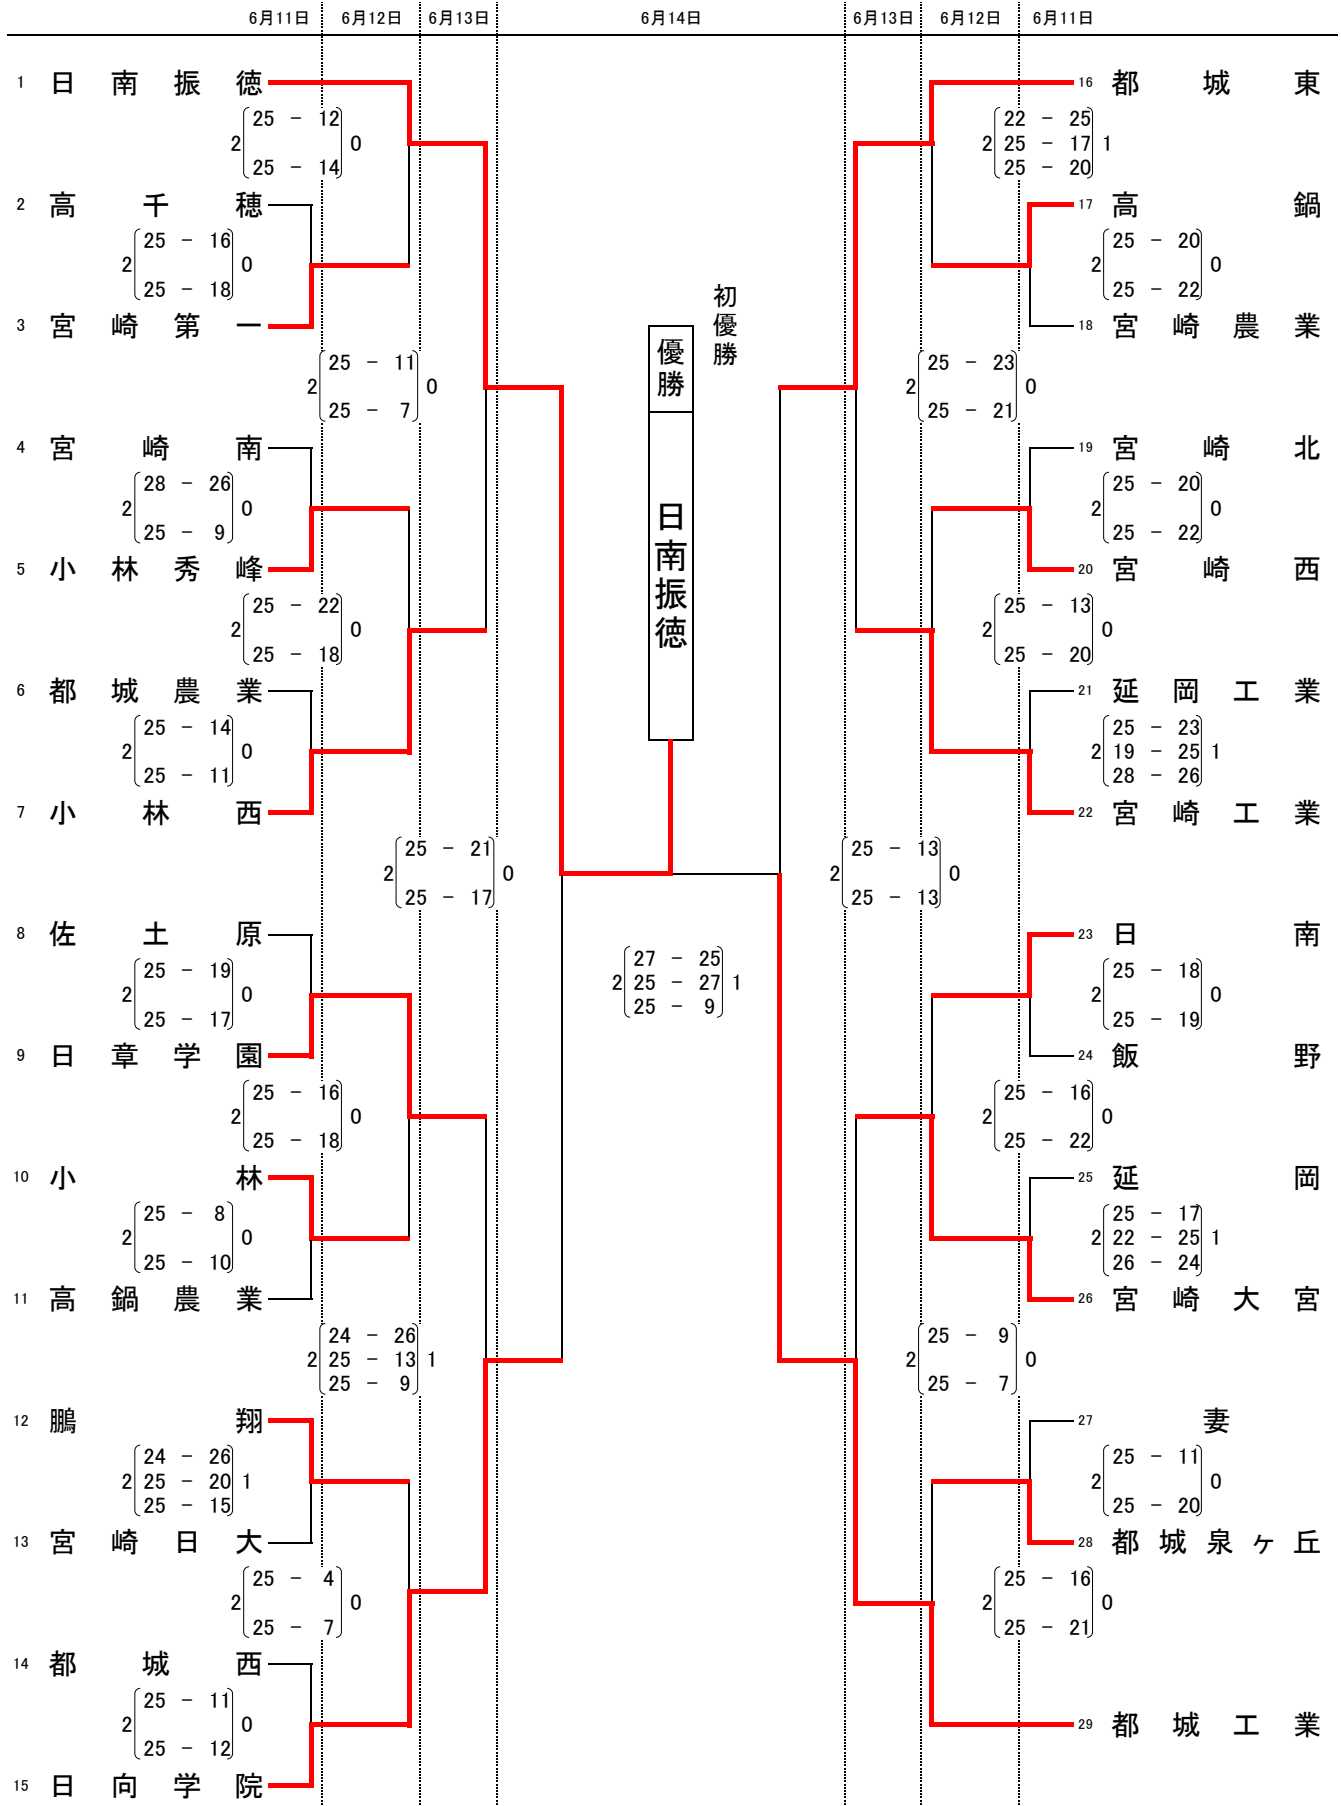 6月11日 6月12日 6月13日 6月14日 6月13日 6月12日 6月11日
1 日南振徳
2 25 - 12 0
25 - 14
2 高千穂
2 25 - 16 0
25 - 18
3 宮崎第一
2 25 - 11 0
25 - 7
4 宮崎南
2 28 - 26 0
25 - 9
5 小林秀峰
2 25 - 22 0
25 - 18
6 都城農業
2 25 - 14 0
25 - 11
7 小林西
2 25 - 21 0
25 - 17
8 佐土原
2 25 - 19 0
25 - 17
9 日章学園
2 25 - 16 0
25 - 18
10 小林
2 25 - 8 0
25 - 10
11 高鍋農業
24 - 26
2 25 - 13 1
25 - 9
12 鵬翔
24 - 26
2 25 - 20 1
25 - 15
13 宮崎日大
2 25 - 4 0
25 - 7
14 都城西
2 25 - 11 0
25 - 12
15 日向学院
初優勝
優勝
日南振徳
27 - 25
2 25 - 27 1
25 - 9
16 都城東
22 - 25
2 25 - 17 1
25 - 20
17 高鍋
2 25 - 20 0
25 - 22
18 宮崎農業
2 25 - 23 0
25 - 21
19 宮崎北
2 25 - 20 0
25 - 22
20 宮崎西
2 25 - 13 0
25 - 20
21 延岡工業
25 - 23
2 19 - 25 1
28 - 26
22 宮崎工業
2 25 - 13 0
25 - 13
23 日南
2 25 - 18 0
25 - 19
24 飯野
2 25 - 16 0
25 - 22
25 延岡
25 - 17
2 22 - 25 1
26 - 24
26 宮崎大宮
2 25 - 9 0
25 - 7
27 妻
2 25 - 11 0
25 - 20
28 都城泉ヶ丘
2 25 - 16 0
25 - 21
29 都城工業